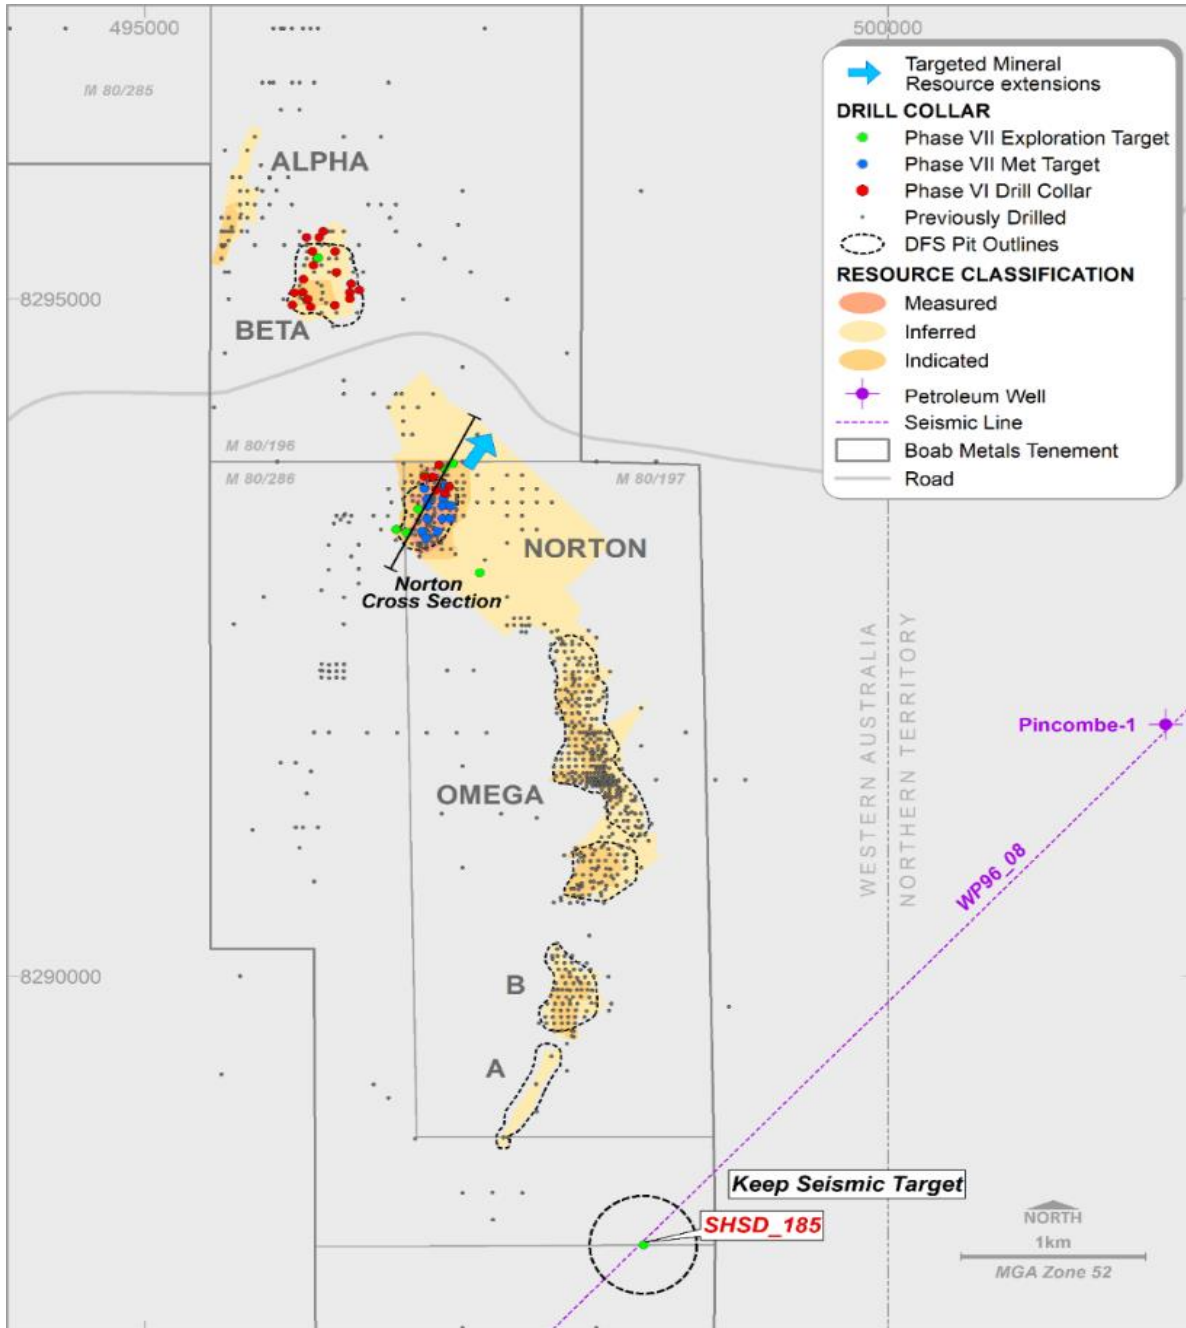 495000
500000
M 80/285
ALPHA
8295000
BETA
M 80/196
M 80/286
M 80/197
NORTON
Norton
Cross Section
OMEGA
WESTERN AUSTRALIA
NORTHERN TERRITORY
Pincombe-1
WP96_08
8290000
B
A
Keep Seismic Target
SHSD_185
NORTH
1km
MGA Zone 52
Targeted Mineral
Resource extensions
DRILL COLLAR
Phase VII Exploration Target
Phase VII Met Target
Phase VI Drill Collar
Previously Drilled
DFS Pit Outlines
RESOURCE CLASSIFICATION
Measured
Inferred
Indicated
Petroleum Well
Seismic Line
Boab Metals Tenement
Road